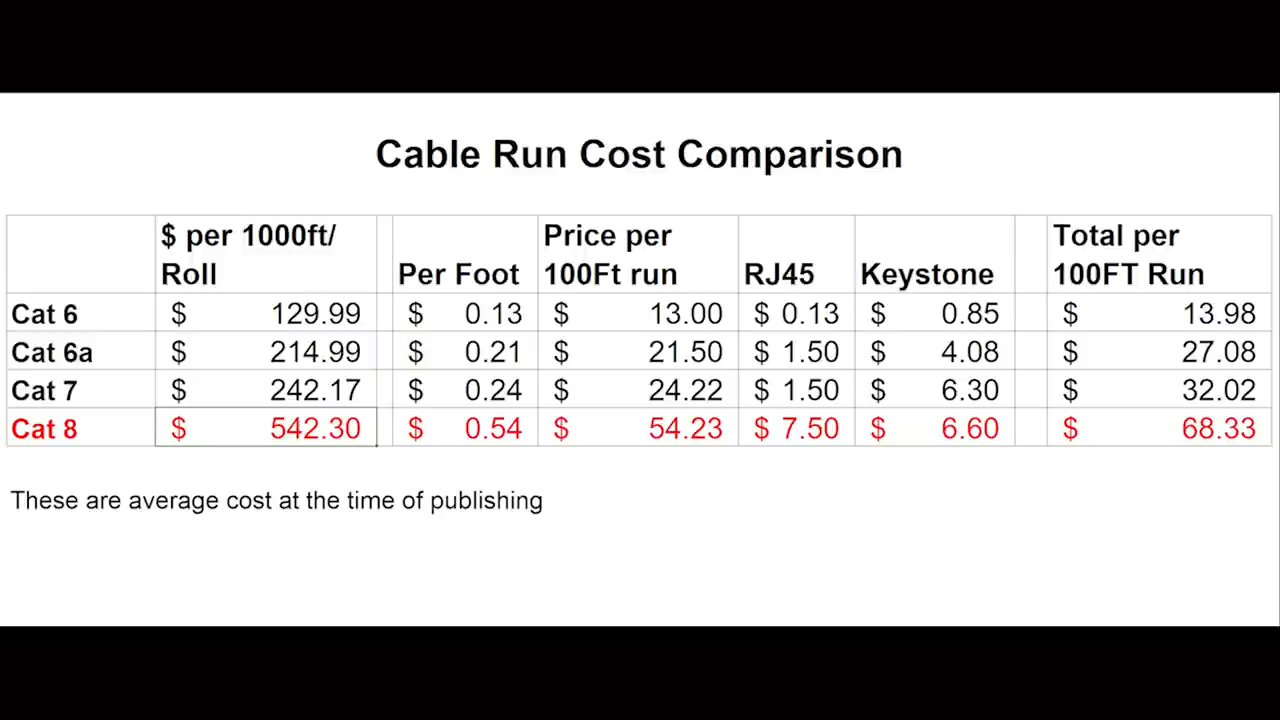 Cable Run Cost Comparison
$ per 1000ft/ Price per Total per
Roll Per Foot 100Ft run RJ45 Keystone 100FT Run
Cat 6 $ 129.99 $ 0.13 $ 13.00 $ 0.13 $ 0.85 $ 13.98
Cat 6a $ 214.99 $ 0.21 $ 21.50 $ 1.50 $ 4.08 $ 27.08
Cat 7 $ 242.17 $ 0.24 $ 24.22 $ 1.50 $ 6.30 $ 32.02
Cat 8 $ 542.30 $ 0.54 $ 54.23 $ 7.50 $ 6.60 $ 68.33
These are average cost at the time of publishing